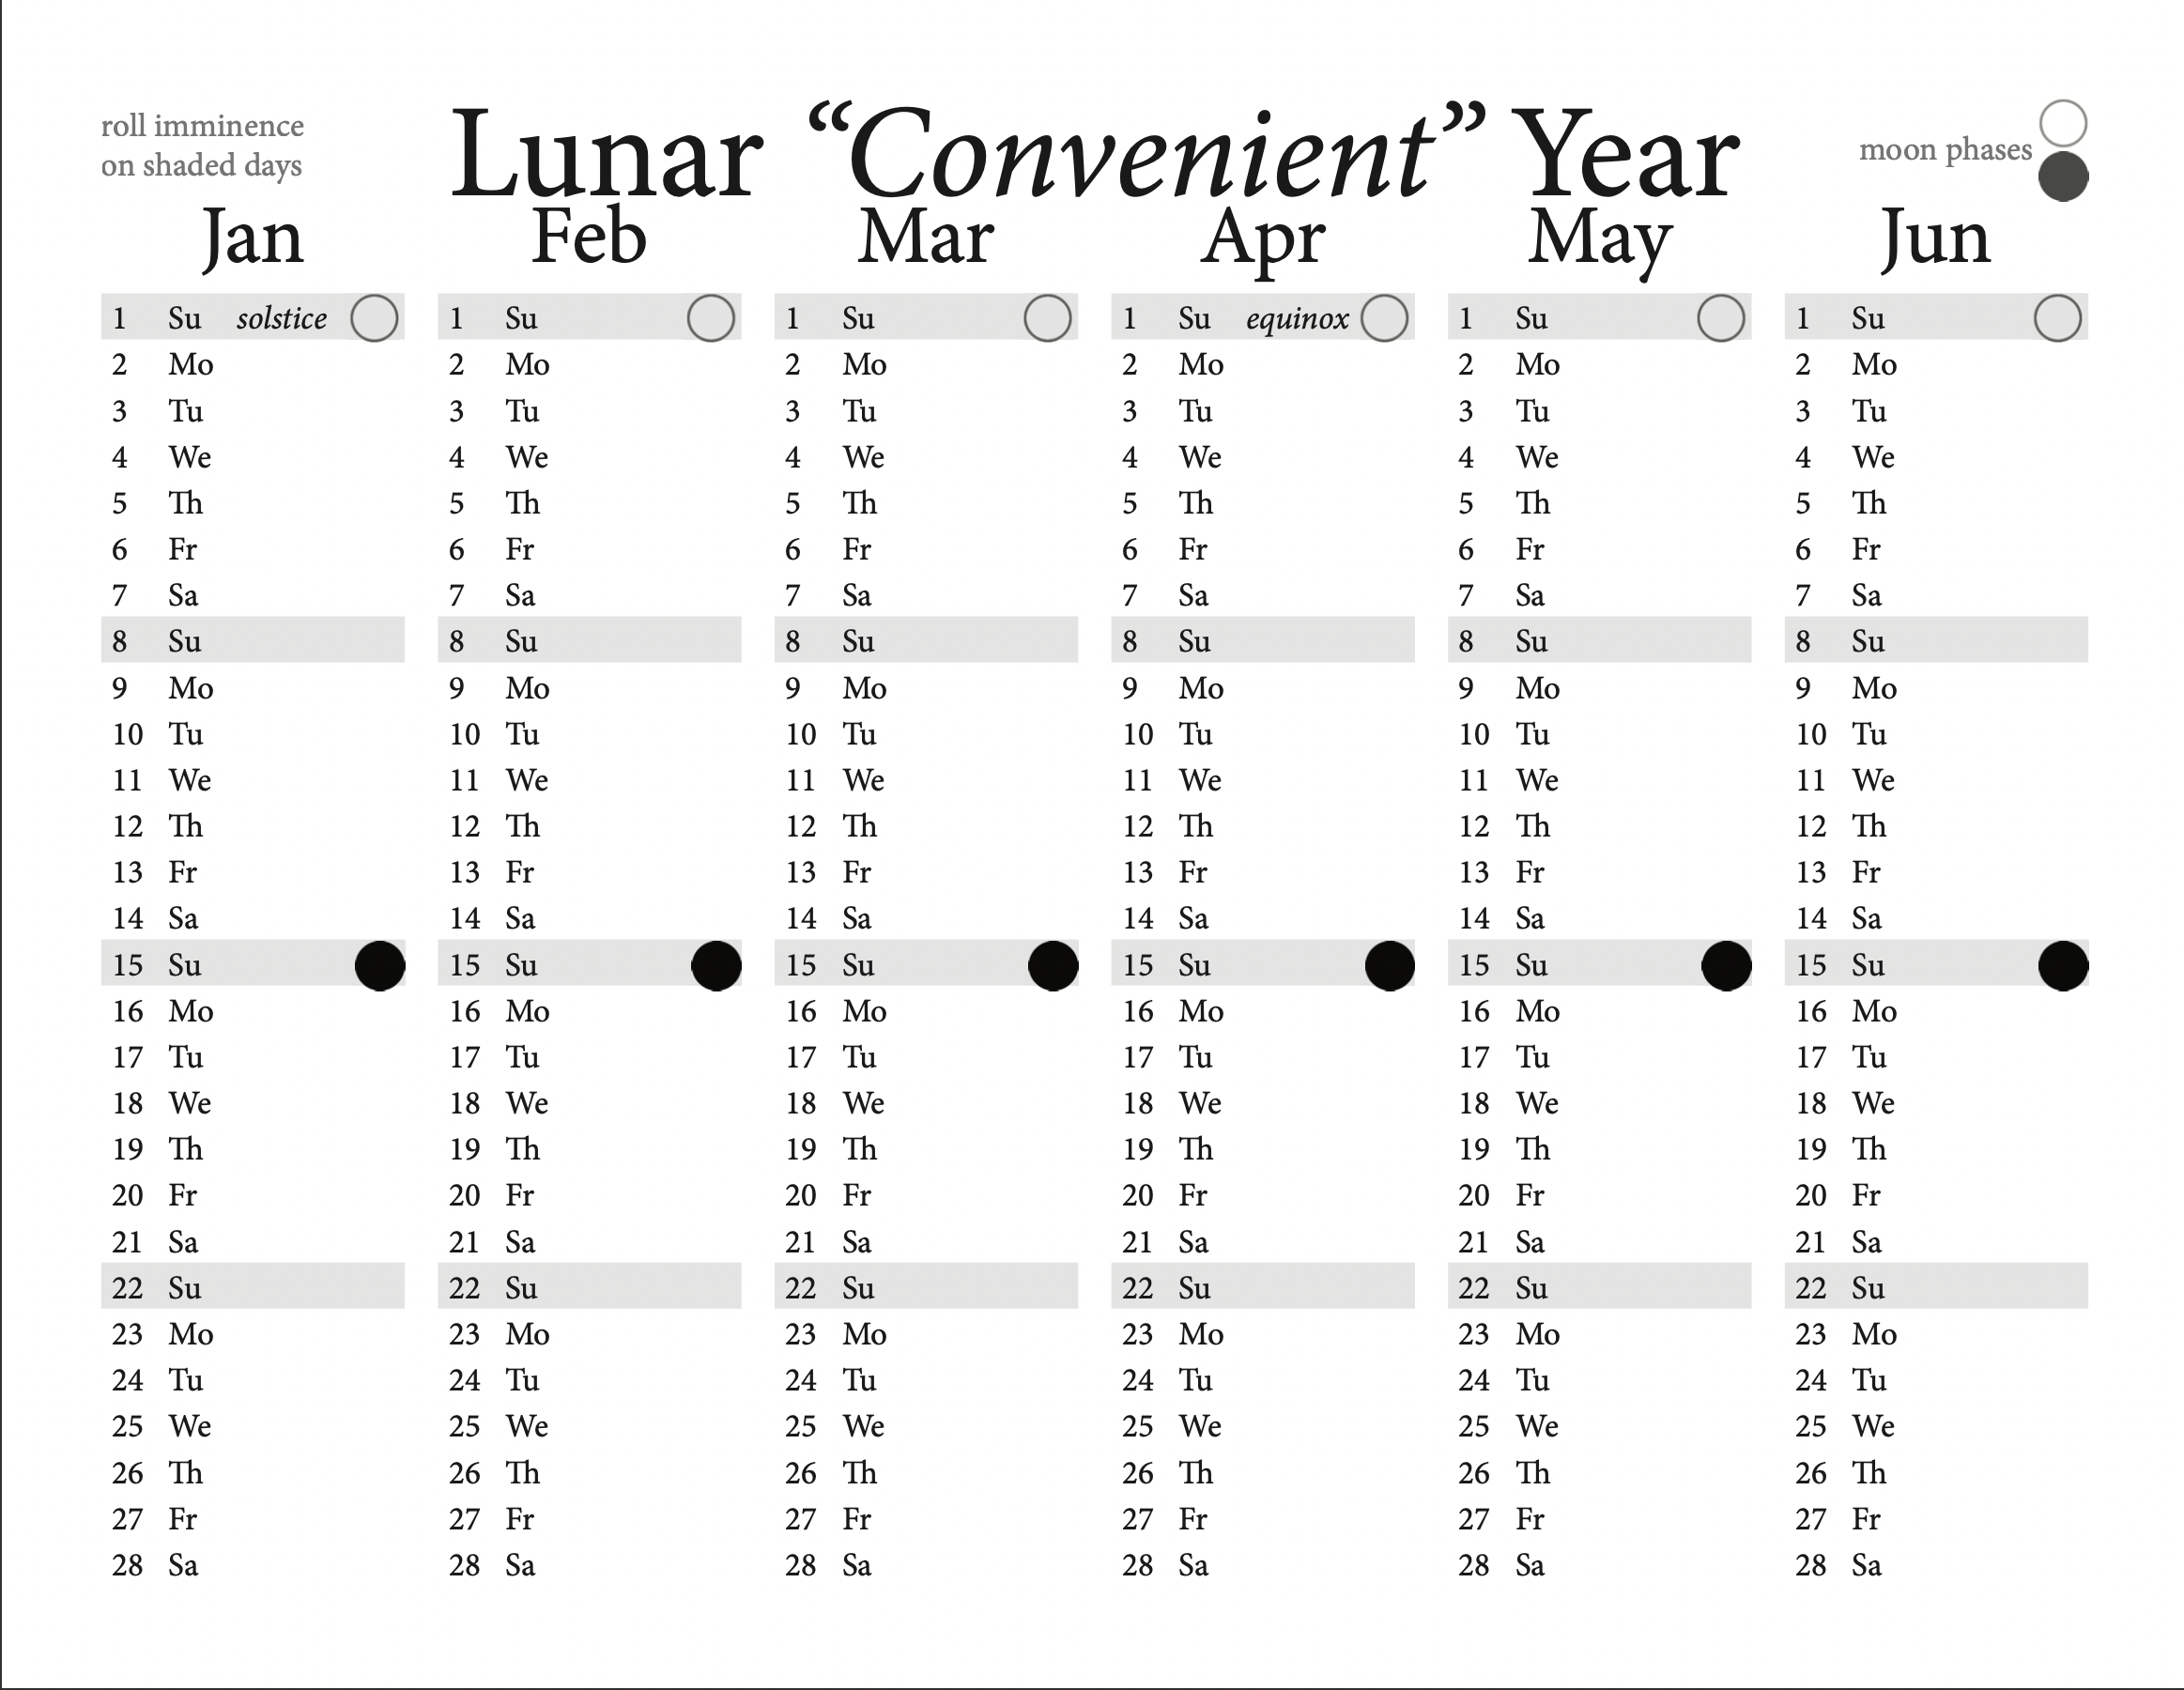 roll imminence
on shaded days
Lunar “Convenient” Year
moon phases
Jan Feb Mar Apr May Jun
1 Su solstice 1 Su 1 Su 1 Su equinox 1 Su 1 Su
2 Mo 2 Mo 2 Mo 2 Mo 2 Mo 2 Mo
3 Tu 3 Tu 3 Tu 3 Tu 3 Tu 3 Tu
4 We 4 We 4 We 4 We 4 We 4 We
5 Th 5 Th 5 Th 5 Th 5 Th 5 Th
6 Fr 6 Fr 6 Fr 6 Fr 6 Fr 6 Fr
7 Sa 7 Sa 7 Sa 7 Sa 7 Sa 7 Sa
8 Su 8 Su 8 Su 8 Su 8 Su 8 Su
9 Mo 9 Mo 9 Mo 9 Mo 9 Mo 9 Mo
10 Tu 10 Tu 10 Tu 10 Tu 10 Tu 10 Tu
11 We 11 We 11 We 11 We 11 We 11 We
12 Th 12 Th 12 Th 12 Th 12 Th 12 Th
13 Fr 13 Fr 13 Fr 13 Fr 13 Fr 13 Fr
14 Sa 14 Sa 14 Sa 14 Sa 14 Sa 14 Sa
15 Su 15 Su 15 Su 15 Su 15 Su 15 Su
16 Mo 16 Mo 16 Mo 16 Mo 16 Mo 16 Mo
17 Tu 17 Tu 17 Tu 17 Tu 17 Tu 17 Tu
18 We 18 We 18 We 18 We 18 We 18 We
19 Th 19 Th 19 Th 19 Th 19 Th 19 Th
20 Fr 20 Fr 20 Fr 20 Fr 20 Fr 20 Fr
21 Sa 21 Sa 21 Sa 21 Sa 21 Sa 21 Sa
22 Su 22 Su 22 Su 22 Su 22 Su 22 Su
23 Mo 23 Mo 23 Mo 23 Mo 23 Mo 23 Mo
24 Tu 24 Tu 24 Tu 24 Tu 24 Tu 24 Tu
25 We 25 We 25 We 25 We 25 We 25 We
26 Th 26 Th 26 Th 26 Th 26 Th 26 Th
27 Fr 27 Fr 27 Fr 27 Fr 27 Fr 27 Fr
28 Sa 28 Sa 28 Sa 28 Sa 28 Sa 28 Sa